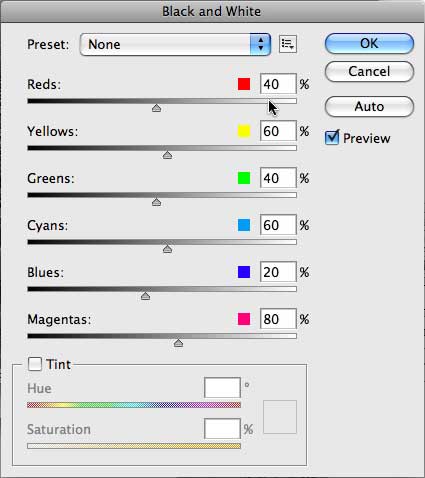 Black and White
Preset: None
OK
Cancel
Auto
Preview
Reds: 40 %
Yellows: 60 %
Greens: 40 %
Cyans: 60 %
Blues: 20 %
Magentas: 80 %
Tint
Hue °
Saturation %